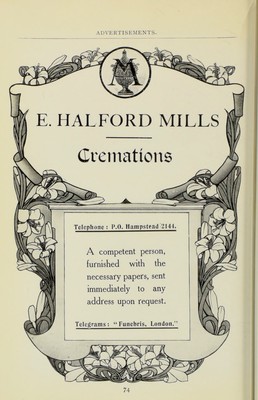 ADVERTISEMENTS.
E. HALFORD MILLS
Cremations
Telephone: P.O. Hampstead 2144.
A competent person,
furnished with the
necessary papers, sent
immediately to any
address upon request.
Telegrams: "Funebris, London."
74